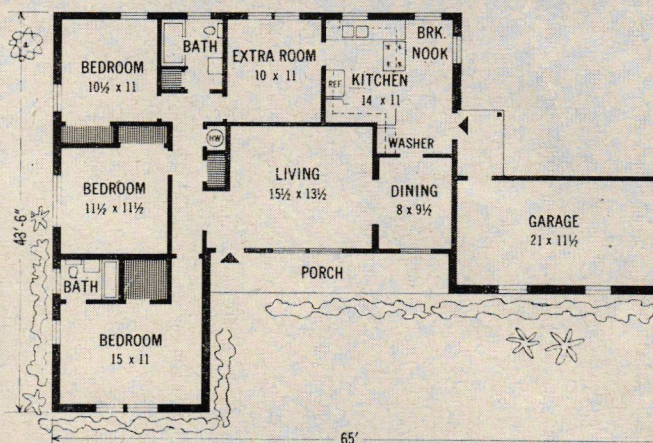 BATH
EXTRA ROOM
10 x 11
BRK.
NOOK
BEDROOM
10½ x 11
KITCHEN
14 x 11
REF
HW
WASHER
BEDROOM
11½ x 11½
LIVING
15½ x 13½
DINING
8 x 9½
GARAGE
21 x 11½
43'-6"
BATH
PORCH
BEDROOM
15 x 11
65'